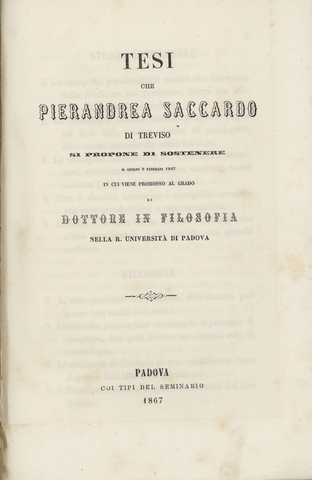 TESI
CHE
PIERANDREA SACCARDO
DI TREVISO
SI PROPONE DI SOSTENERE
IL GIORNO 9 FEBBRAIO 1867
IN CUI VIENE PROMOSSO AL GRADO
DI
DOTTORE IN FILOSOFIA
NELLA R. UNIVERSITÀ DI PADOVA
PADOVA
COI TIPI DEL SEMINARIO
1867